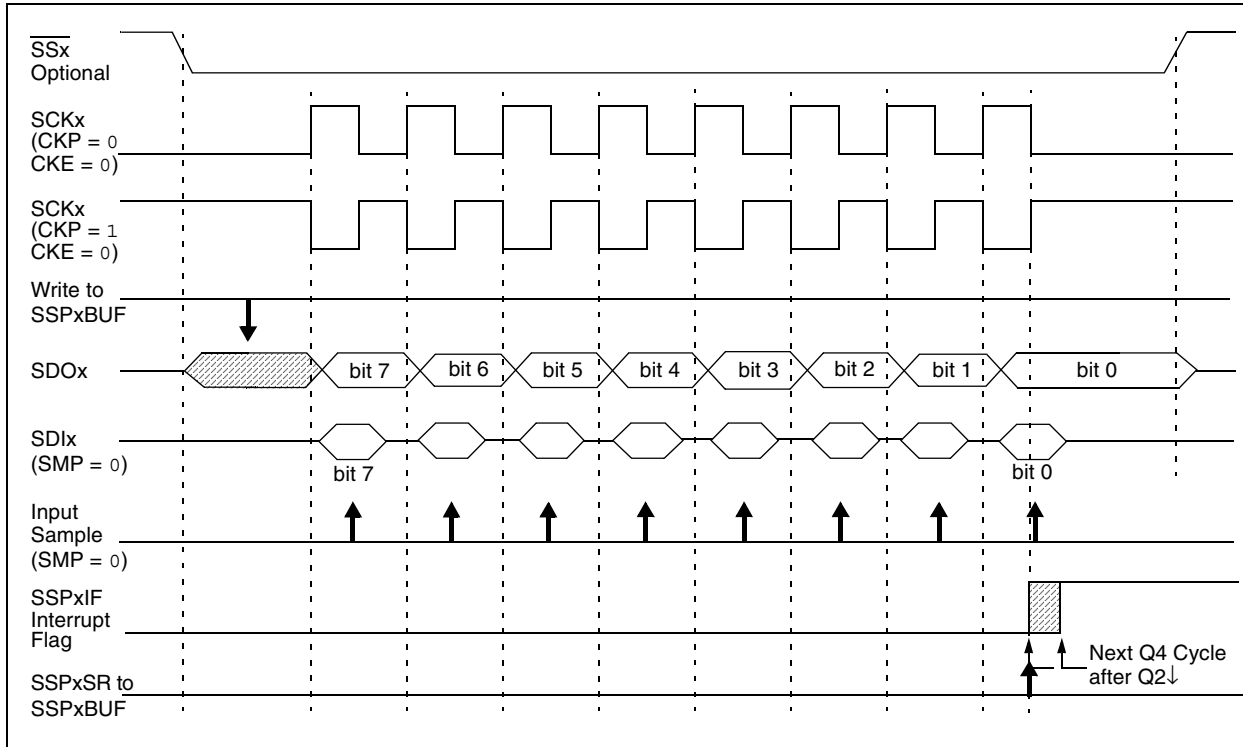 SSx
Optional
SCKx
(CKP = 0
CKE = 0)
SCKx
(CKP = 1
CKE = 0)
Write to
SSPxBUF
SDOx
bit 7
bit 6
bit 5
bit 4
bit 3
bit 2
bit 1
bit 0
SDIx
(SMP = 0)
bit 7
bit 0
Input
Sample
(SMP = 0)
SSPxIF
Interrupt
Flag
Next Q4 Cycle
after Q2↓
SSPxSR to
SSPxBUF